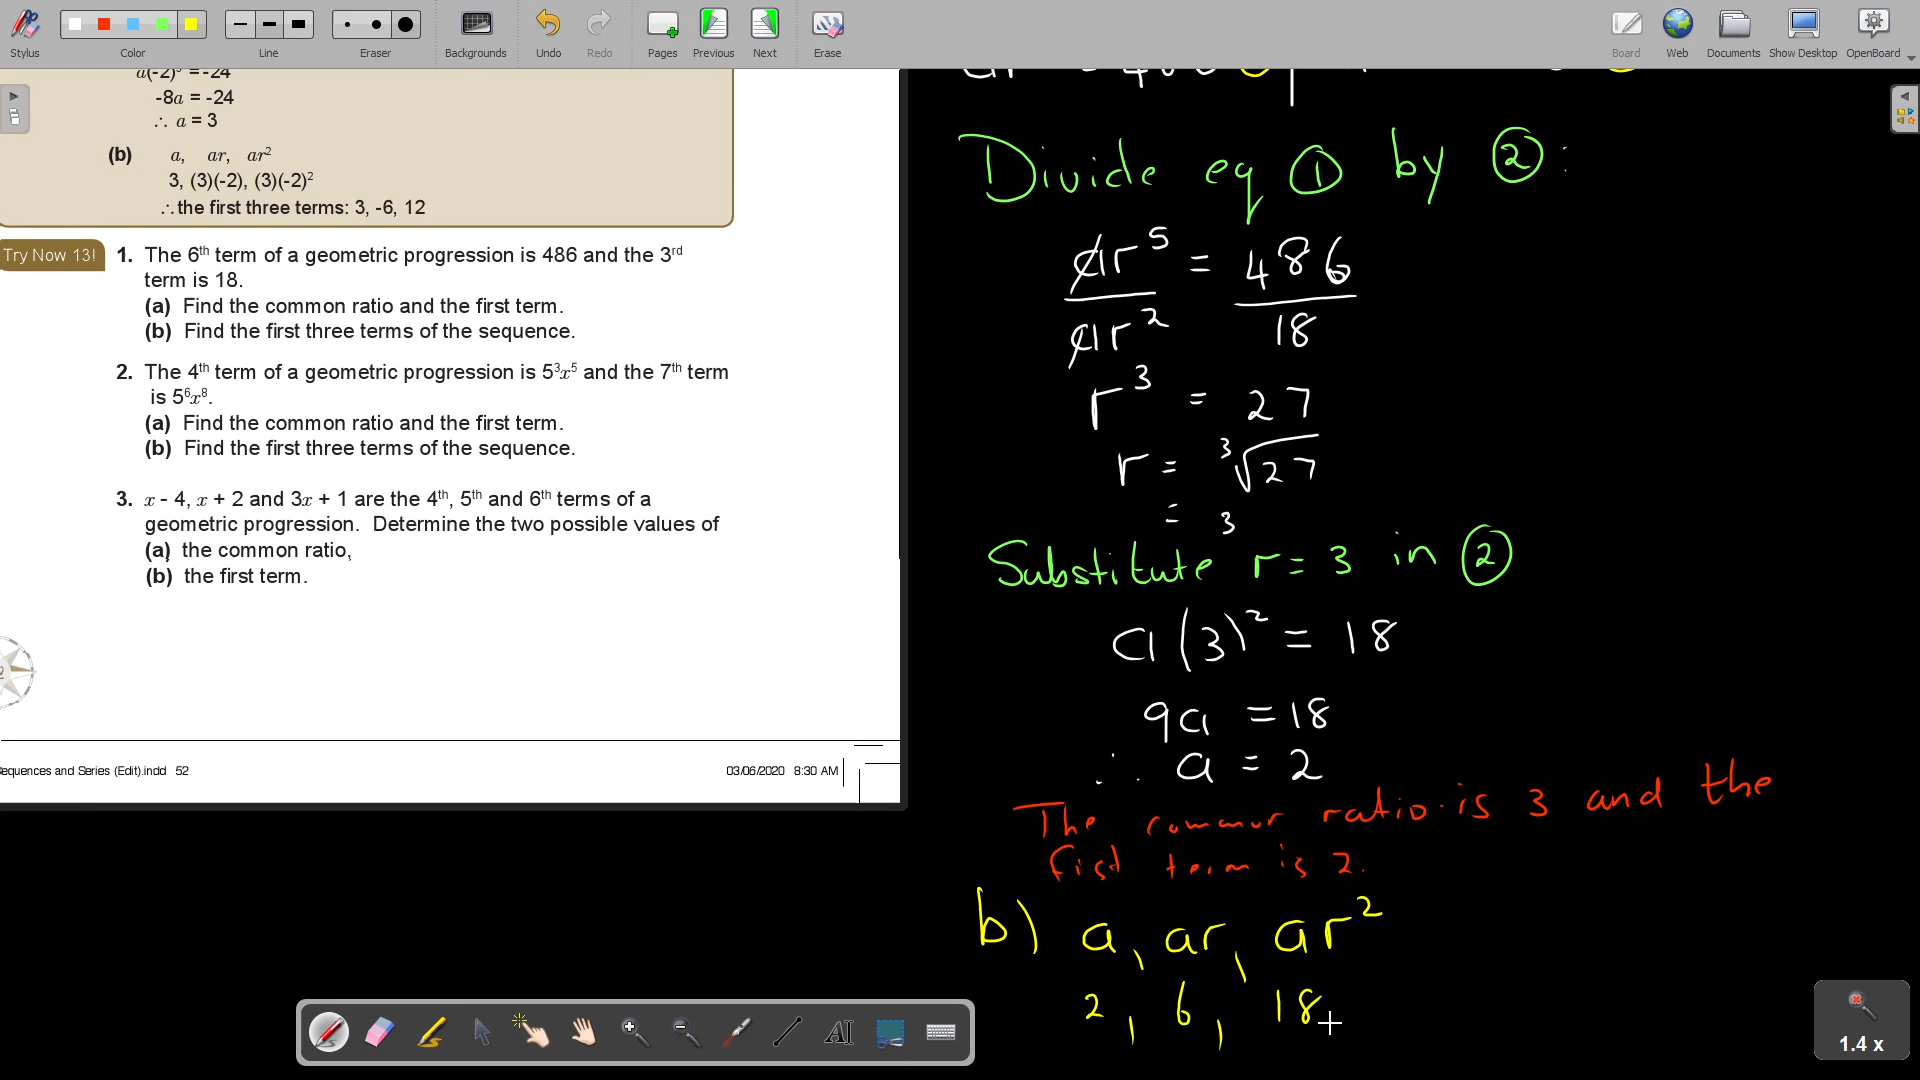 Stylus Color Line Eraser Backgrounds Undo Redo Pages Previous Next Erase Board Web Documents Show Desktop OpenBoard
-8a = -24
∴ a = 3
(b) a, ar, ar²
3, (3)(-2), (3)(-2)²
∴the first three terms: 3, -6, 12
Try Now 13!
1. The 6th term of a geometric progression is 486 and the 3rd
term is 18.
(a) Find the common ratio and the first term.
(b) Find the first three terms of the sequence.
2. The 4th term of a geometric progression is 5³x⁵ and the 7th term
is 5⁶x⁸.
(a) Find the common ratio and the first term.
(b) Find the first three terms of the sequence.
3. x - 4, x + 2 and 3x + 1 are the 4th, 5th and 6th terms of a
geometric progression. Determine the two possible values of
(a) the common ratio,
(b) the first term.
equences and Series (Edit).indd 52
03/06/2020 8:30 AM
Divide eq ① by ②:
ar⁵ = 486
ar² 18
r³ = 27
r = ³√27
= 3
Substitute r = 3 in ②
a(3)² = 18
9a = 18
∴ a = 2
The common ratio is 3 and the
first term is 2.
b) a, ar, ar²
2, 6, 18
1.4 x